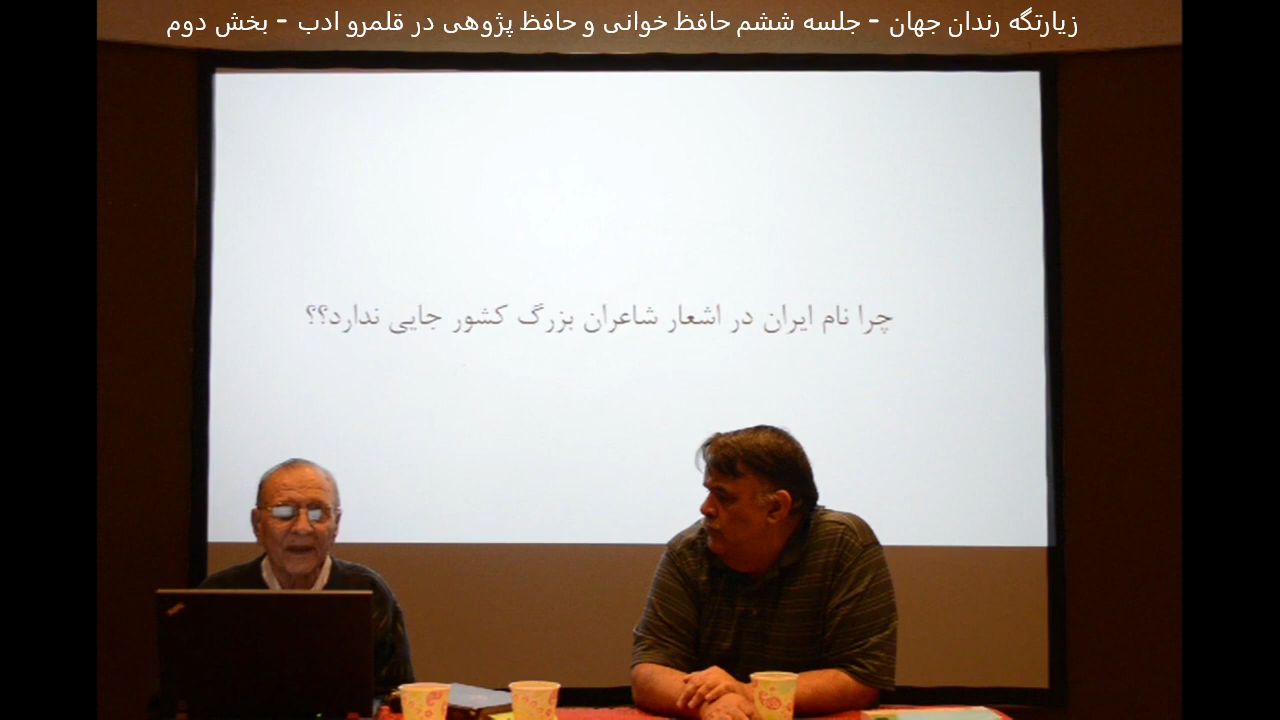 زیارتگه رندان جهان - جلسه ششم حافظ خوانی و حافظ پژوهی در قلمرو ادب - بخش دوم
چرا نام ایران در اشعار شاعران بزرگ کشور جایی ندارد؟؟